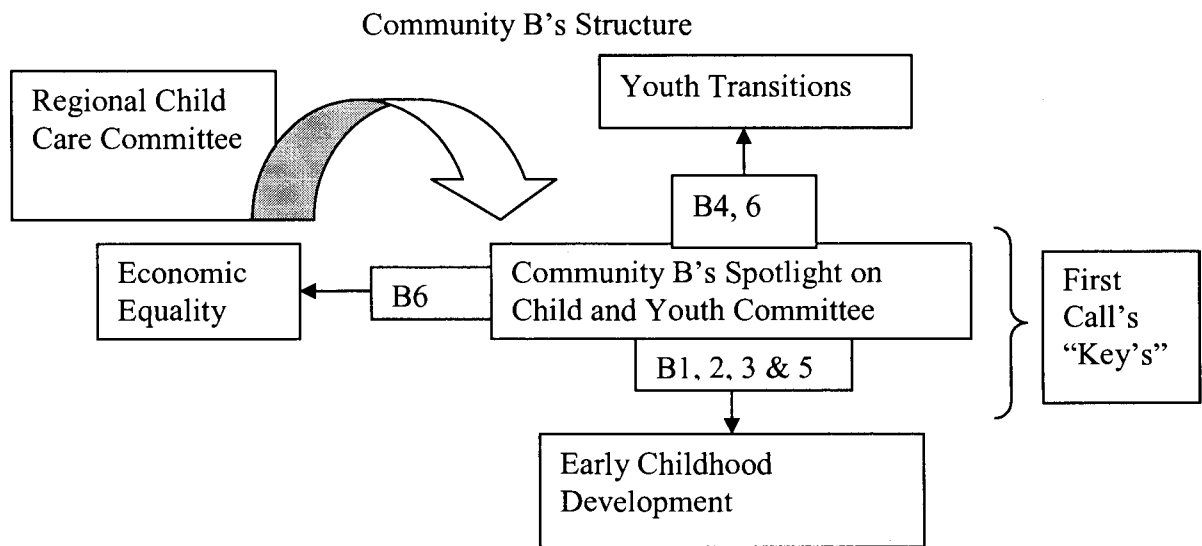 Community B's Structure
Regional Child
Care Committee
Youth Transitions
B4, 6
Economic
Equality
B6
Community B's Spotlight on
Child and Youth Committee
First
Call's
“Key's”
B1, 2, 3 & 5
Early Childhood
Development